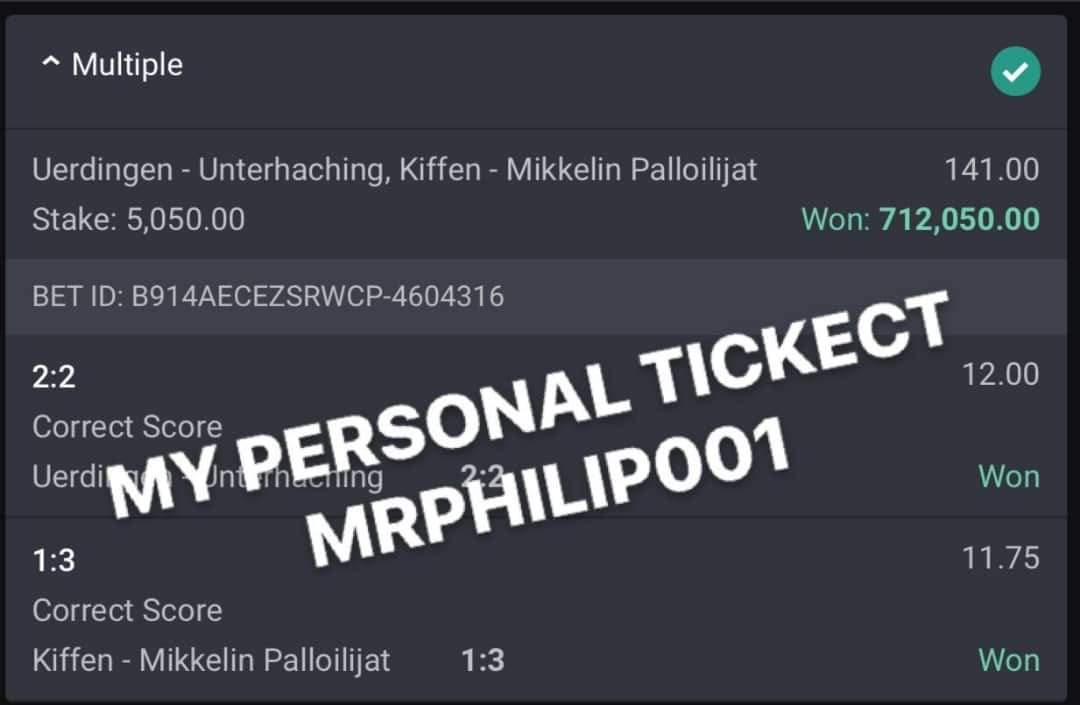 Multiple
Uerdingen - Unterhaching, Kiffen - Mikkelin Palloilijat 141.00
Stake: 5,050.00 Won: 712,050.00
BET ID: B914AECEZSRWCP-4604316
2:2 12.00
Correct Score
Uerdingen - Unterhaching 2:2 Won
MY PERSONAL TICKECT
MRPHILIP001
1:3 11.75
Correct Score
Kiffen - Mikkelin Palloilijat 1:3 Won